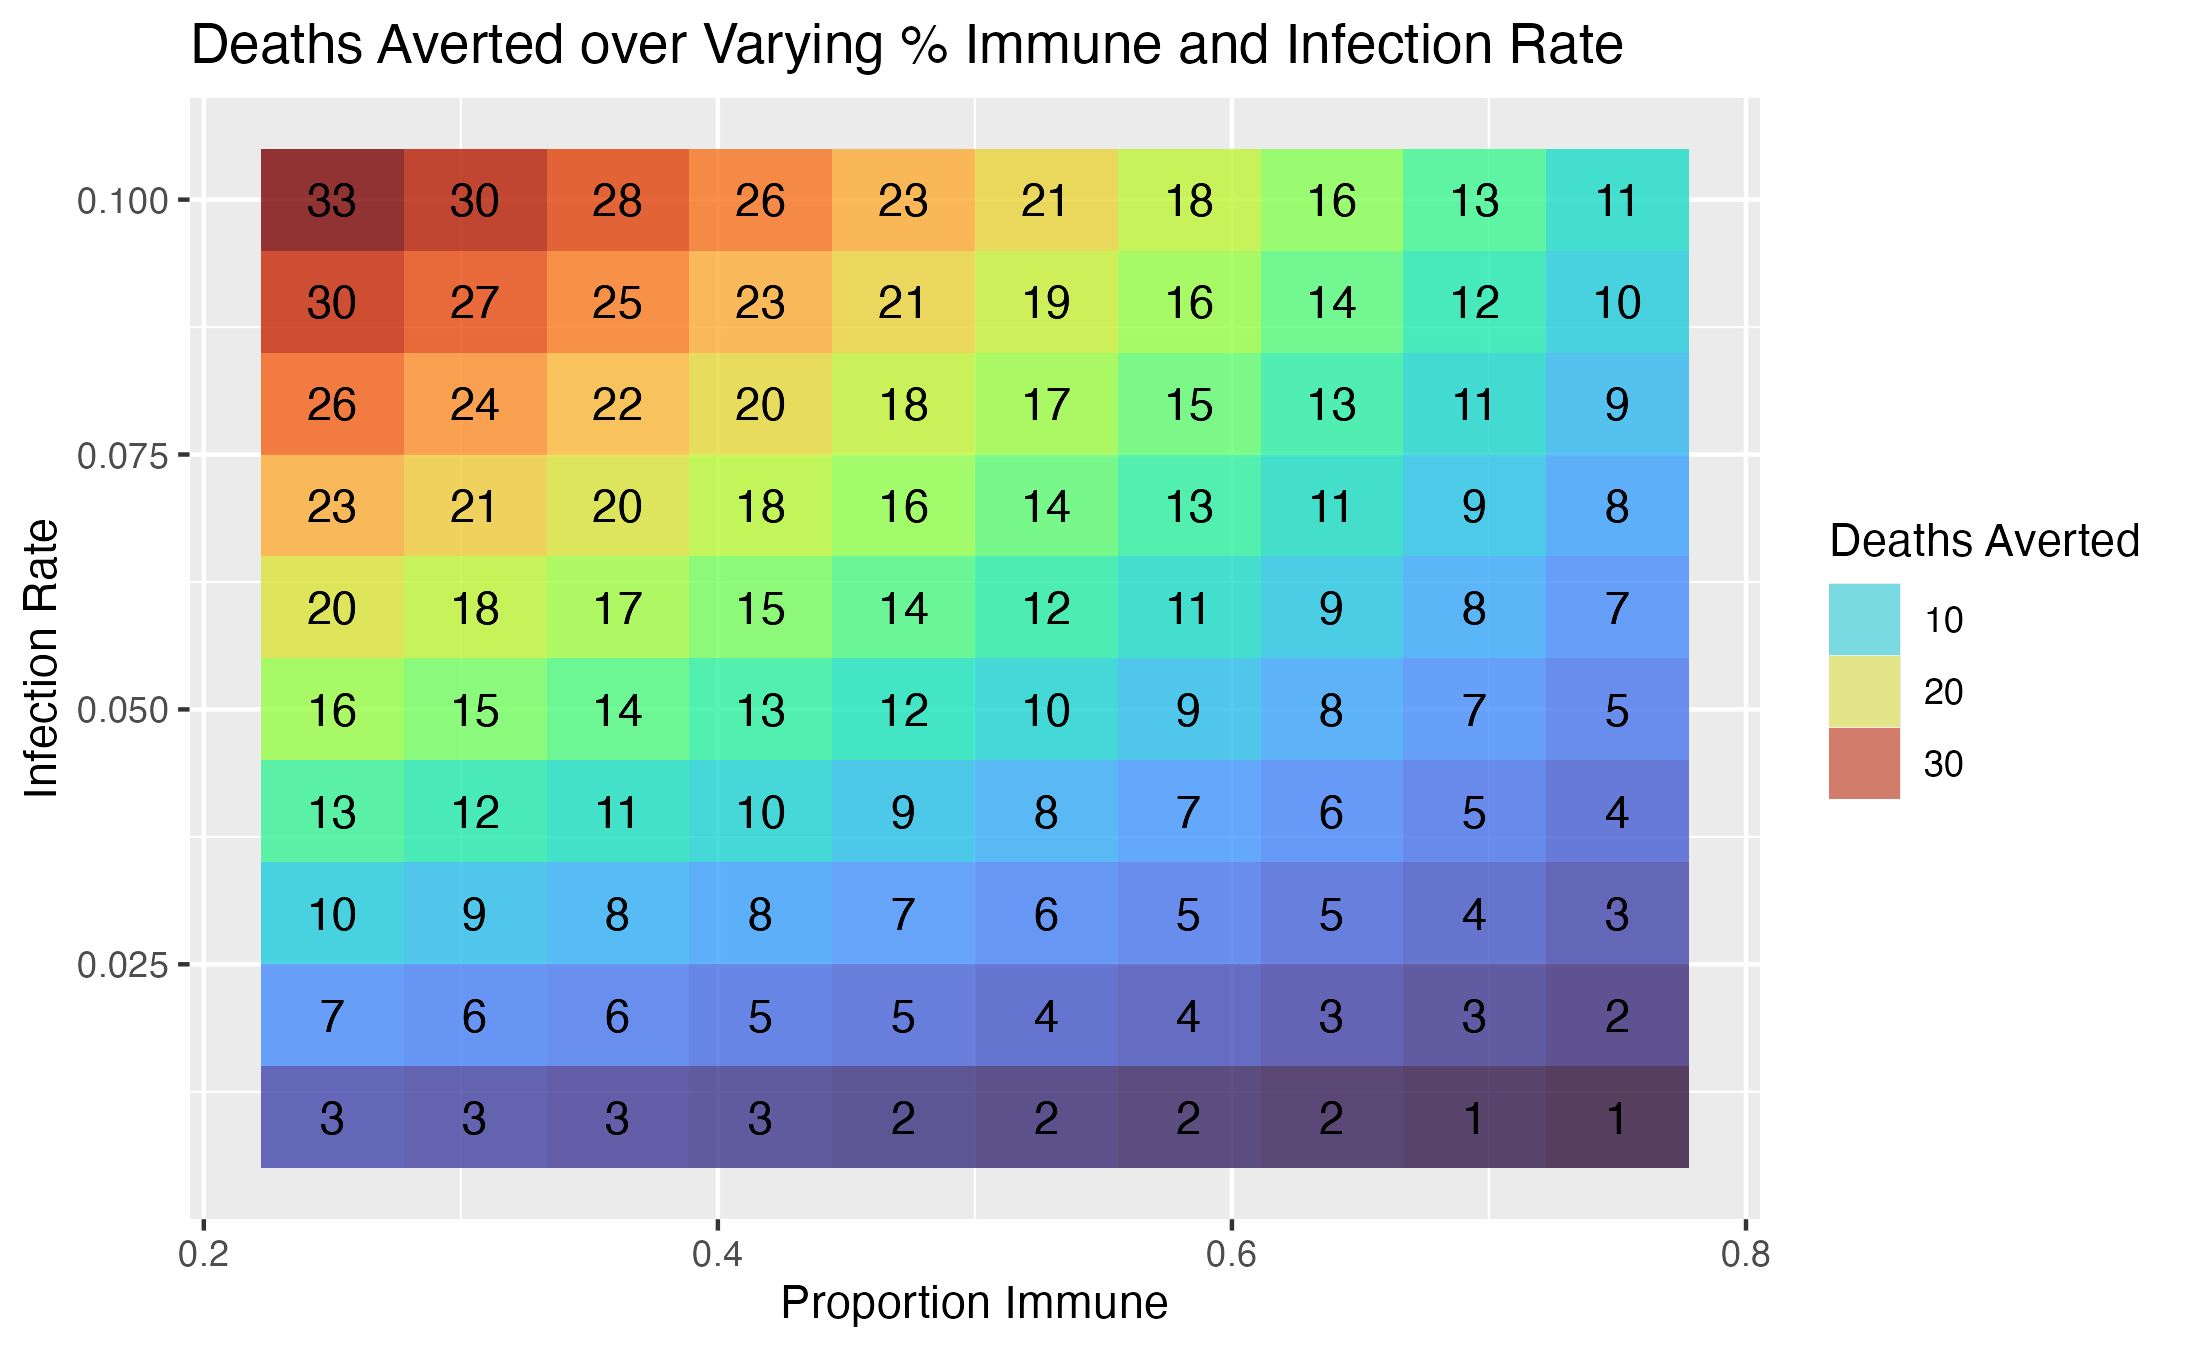 Deaths Averted over Varying % Immune and Infection Rate
0.100
33 30 28 26 23 21 18 16 13 11
30 27 25 23 21 19 16 14 12 10
26 24 22 20 18 17 15 13 11 9
0.075
23 21 20 18 16 14 13 11 9 8
20 18 17 15 14 12 11 9 8 7
0.050
16 15 14 13 12 10 9 8 7 5
13 12 11 10 9 8 7 6 5 4
10 9 8 8 7 6 5 5 4 3
0.025
7 6 6 5 5 4 4 3 3 2
3 3 3 3 2 2 2 2 1 1
0.2 0.4 0.6 0.8
Proportion Immune
Infection Rate
Deaths Averted
10
20
30